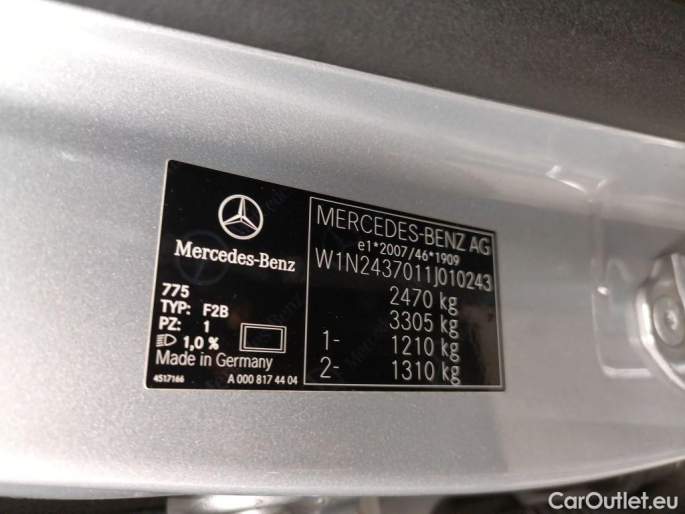 Mercedes-Benz
775
TYP: F2B
PZ: 1
1,0 %
Made in Germany
4517166
A 000 817 44 04
MERCEDES-BENZ AG
e1*2007/46*1909
W1N2437011J010243
2470 kg
3305 kg
1- 1210 kg
2- 1310 kg
CarOutlet.eu